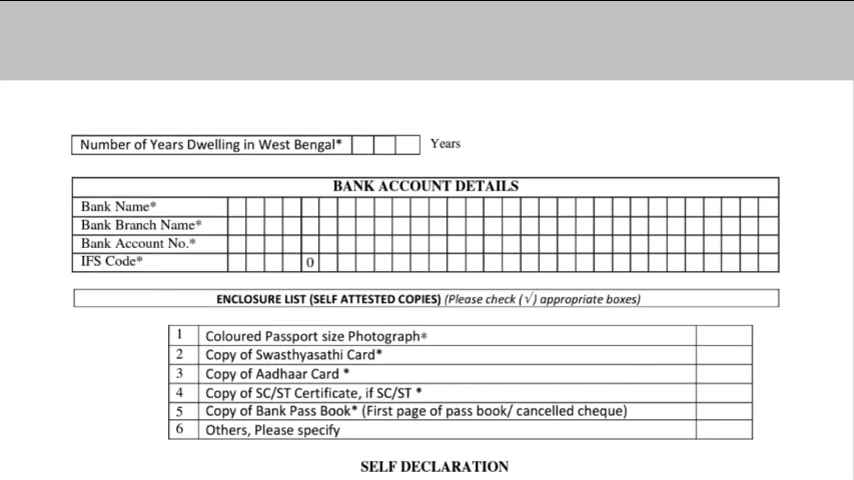 Number of Years Dwelling in West Bengal* Years
BANK ACCOUNT DETAILS
Bank Name*
Bank Branch Name*
Bank Account No.*
IFS Code* 0
ENCLOSURE LIST (SELF ATTESTED COPIES) (Please check (√) appropriate boxes)
1 Coloured Passport size Photograph*
2 Copy of Swasthyasathi Card*
3 Copy of Aadhaar Card *
4 Copy of SC/ST Certificate, if SC/ST *
5 Copy of Bank Pass Book* (First page of pass book/ cancelled cheque)
6 Others, Please specify
SELF DECLARATION